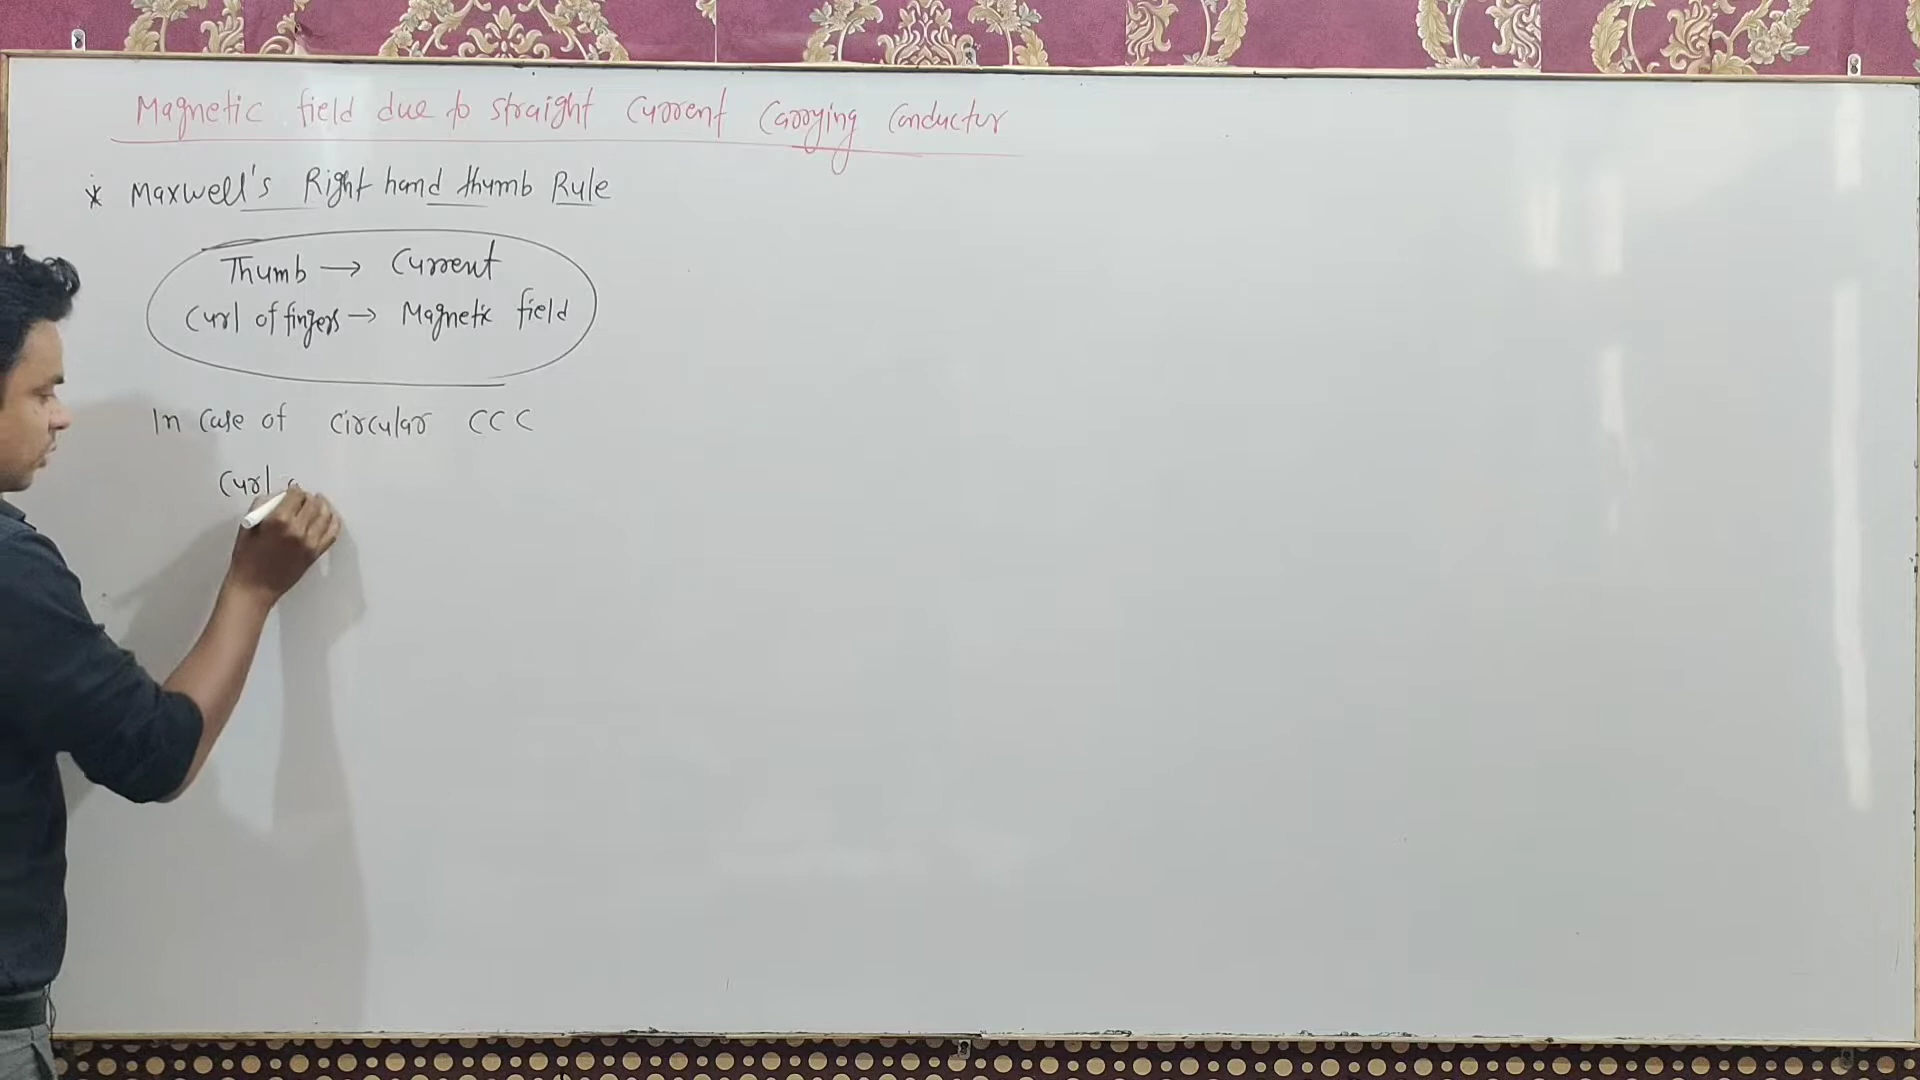 Magnetic field due to straight Current Carrying Conductor
* Maxwell's Right hand thumb Rule
Thumb → Current
Curl of fingers → Magnetic field
In Case of Circular CCC
Curl